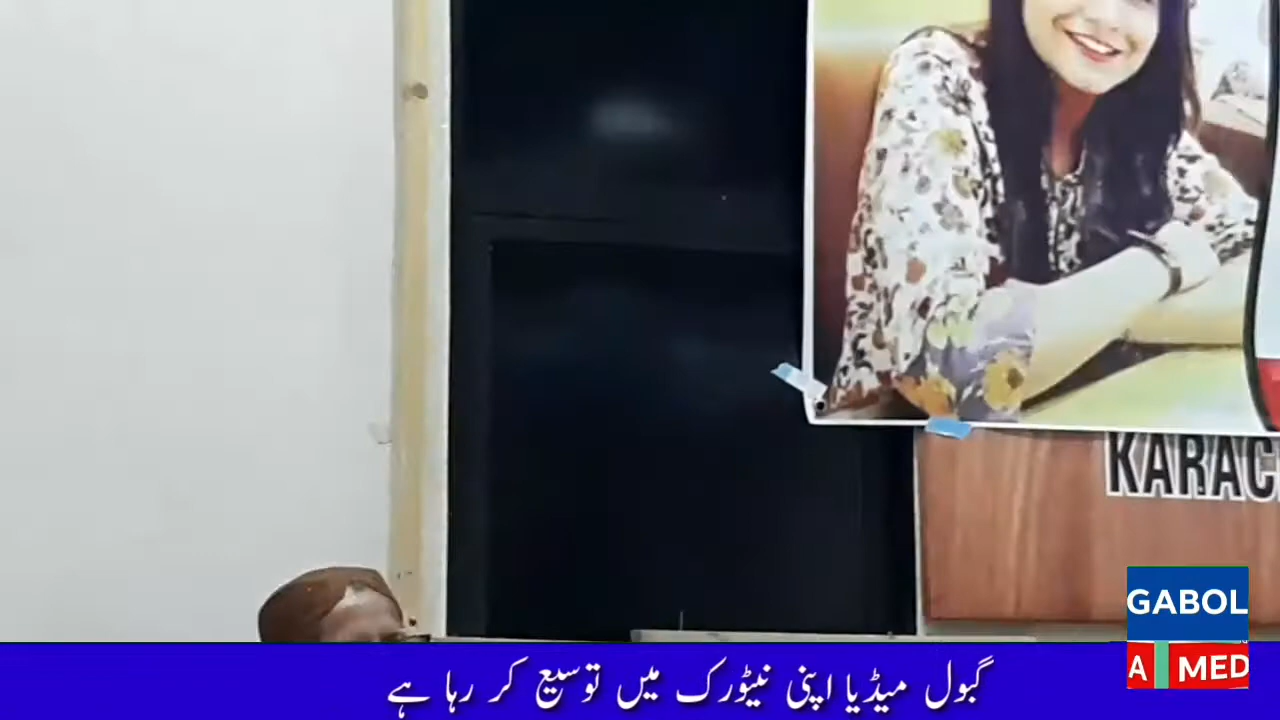 KARAC
GABOL
MED
گبول میڈیا اپنی نیٹورک میں توسیع کر رہا ہے